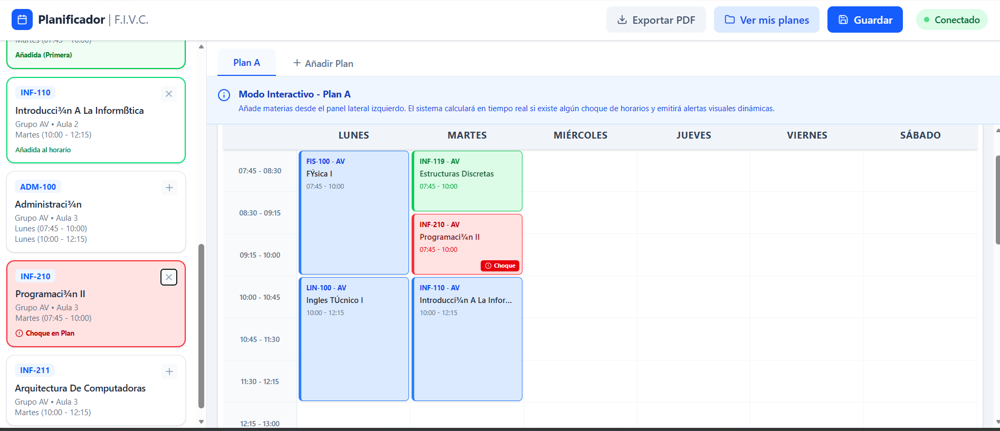 Planificador | F.I.V.C.
Exportar PDF
Ver mis planes
Guardar
Conectado
Martes (07:45 - 10:00)
Añadida (Primera)
INF-110
Introducci¾n A La Informßtica
Grupo AV • Aula 2
Martes (10:00 - 12:15)
Añadida al horario
ADM-100
Administraci¾n
Grupo AV • Aula 3
Lunes (07:45 - 10:00)
Lunes (10:00 - 12:15)
INF-210
Programaci¾n II
Grupo AV • Aula 3
Martes (07:45 - 10:00)
Choque en Plan
INF-211
Arquitectura De Computadoras
Grupo AV • Aula 3
Martes (10:00 - 12:15)
Plan A
+ Añadir Plan
Modo Interactivo - Plan A
Añade materias desde el panel lateral izquierdo. El sistema calculará en tiempo real si existe algún choque de horarios y emitirá alertas visuales dinámicas.
LUNES MARTES MIÉRCOLES JUEVES VIERNES SÁBADO
07:45 - 08:30
08:30 - 09:15
09:15 - 10:00
10:00 - 10:45
10:45 - 11:30
11:30 - 12:15
12:15 - 13:00
FIS-100 - AV
FÝsica I
07:45 - 10:00
LIN-100 - AV
Ingles TÚcnico I
10:00 - 12:15
INF-119 - AV
Estructuras Discretas
07:45 - 10:00
INF-210 - AV
Programaci¾n II
07:45 - 10:00
Choque
INF-110 - AV
Introducci¾n A La Infor...
10:00 - 12:15